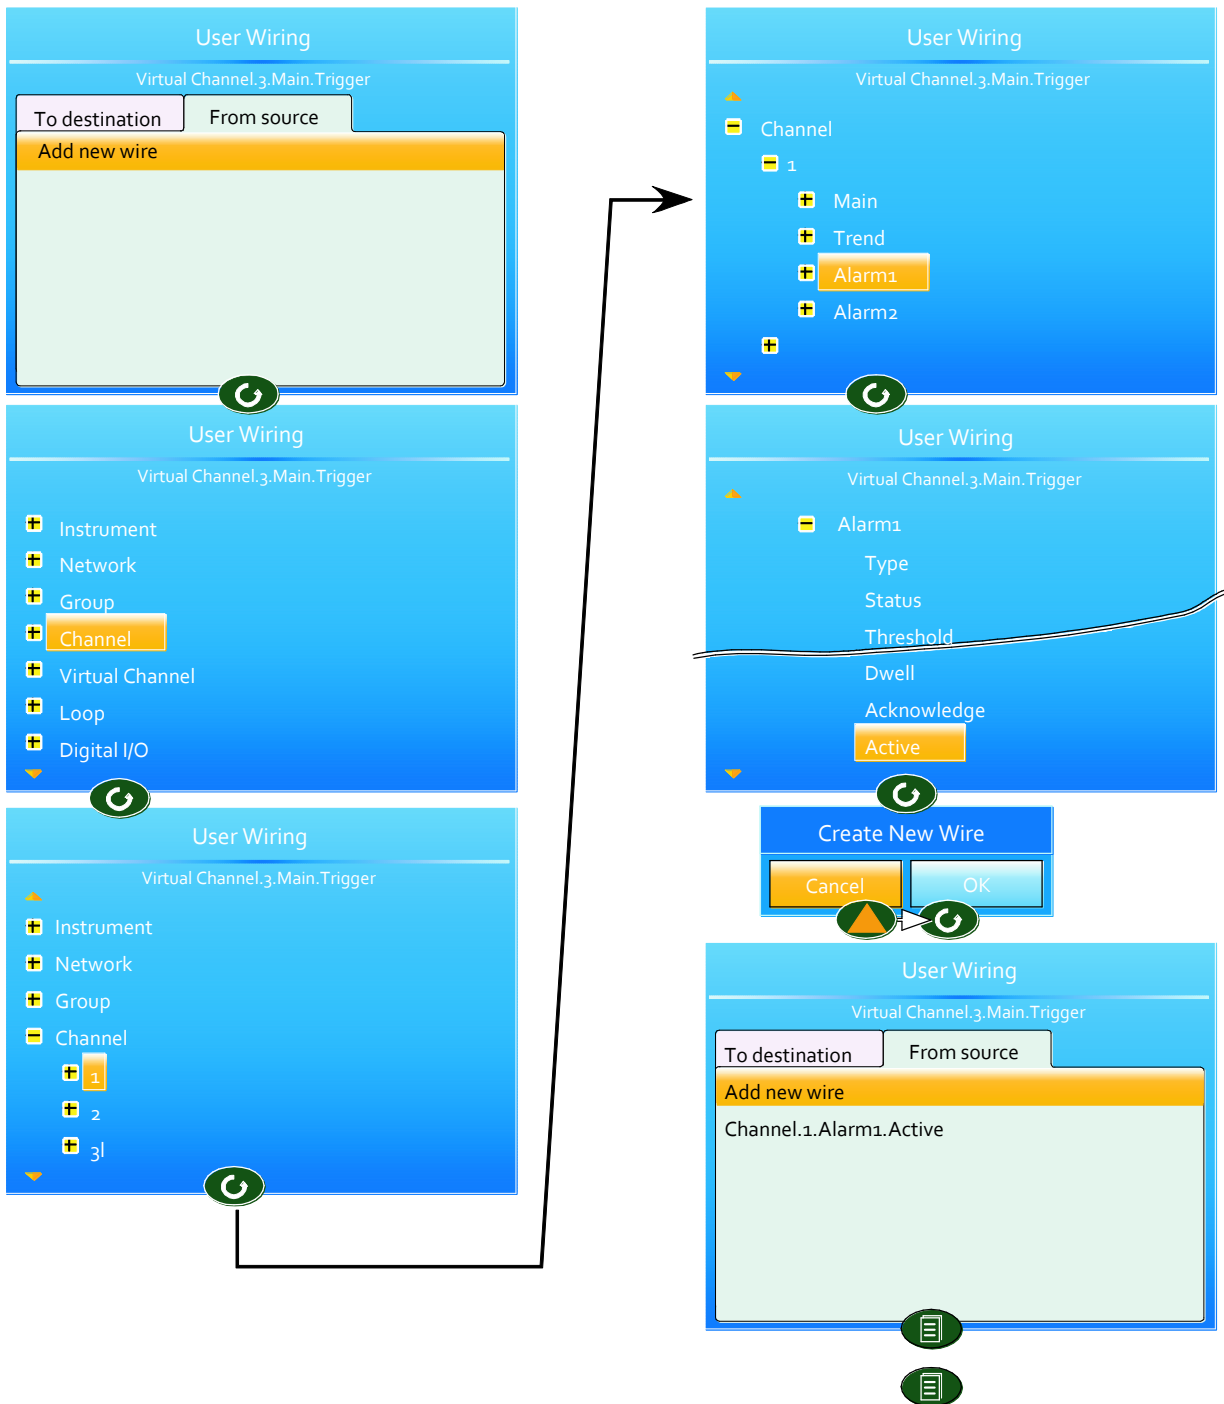 User Wiring
Virtual Channel.3.Main.Trigger
To destination
From source
Add new wire
User Wiring
Virtual Channel.3.Main.Trigger
Instrument
Network
Group
Channel
Virtual Channel
Loop
Digital I/O
User Wiring
Virtual Channel.3.Main.Trigger
Instrument
Network
Group
Channel
1
2
3l
User Wiring
Virtual Channel.3.Main.Trigger
Channel
1
Main
Trend
Alarm1
Alarm2
User Wiring
Virtual Channel.3.Main.Trigger
Alarm1
Type
Status
Threshold
Dwell
Acknowledge
Active
Create New Wire
Cancel
OK
User Wiring
Virtual Channel.3.Main.Trigger
To destination
From source
Add new wire
Channel.1.Alarm1.Active